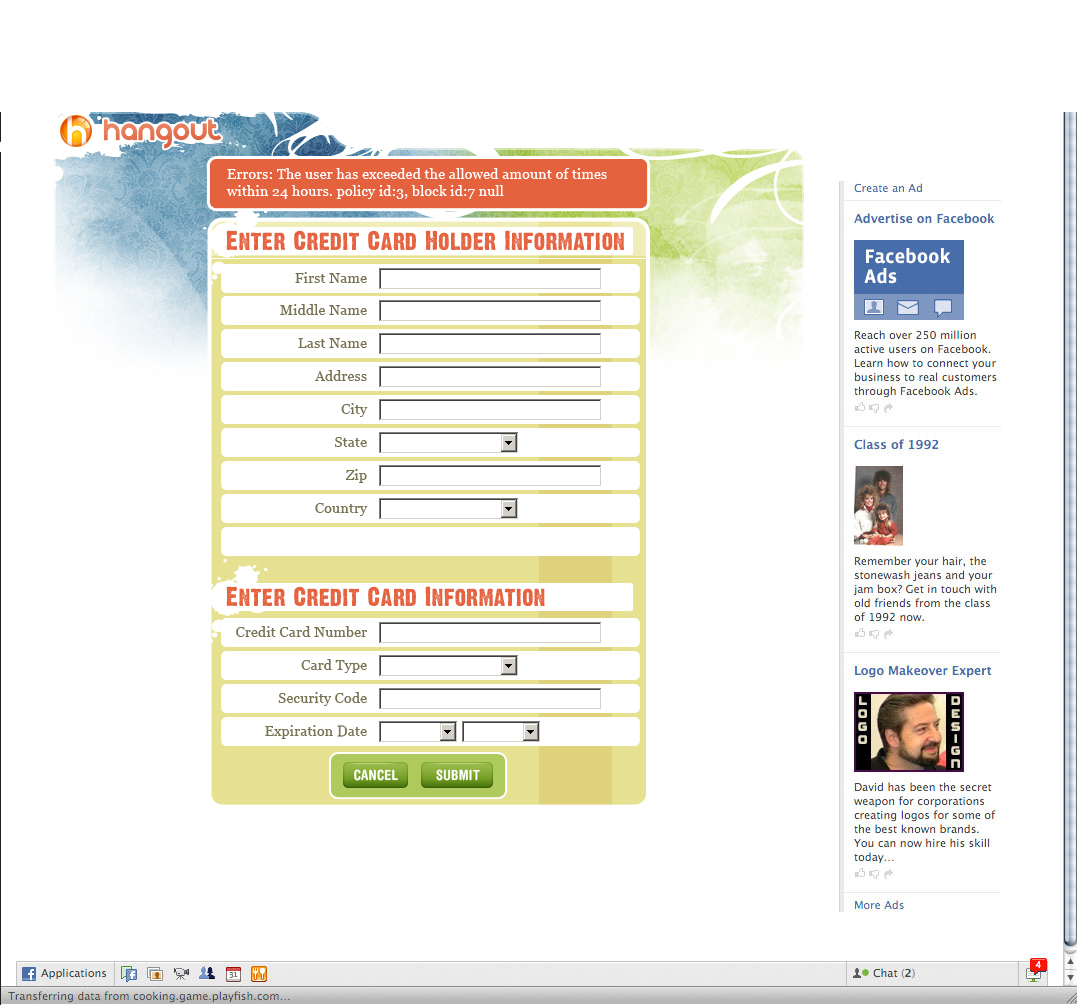 hangout
Errors: The user has exceeded the allowed amount of times
within 24 hours. policy id:3, block id:7 null
Enter Credit Card Holder Information
First Name
Middle Name
Last Name
Address
City
State
Zip
Country
Enter Credit Card Information
Credit Card Number
Card Type
Security Code
Expiration Date
CANCEL
SUBMIT
Create an Ad
Advertise on Facebook
Facebook
Ads
Reach over 250 million
active users on Facebook.
Learn how to connect your
business to real customers
through Facebook Ads.
Class of 1992
Remember your hair, the
stonewash jeans and your
jam box? Get in touch with
old friends from the class
of 1992 now.
Logo Makeover Expert
LOGO
DESIGN
David has been the secret
weapon for corporations
creating logos for some of
the best known brands.
You can now hire his skill
today...
More Ads
Applications
31
Chat (2)
4
Transferring data from cooking.game.playfish.com...